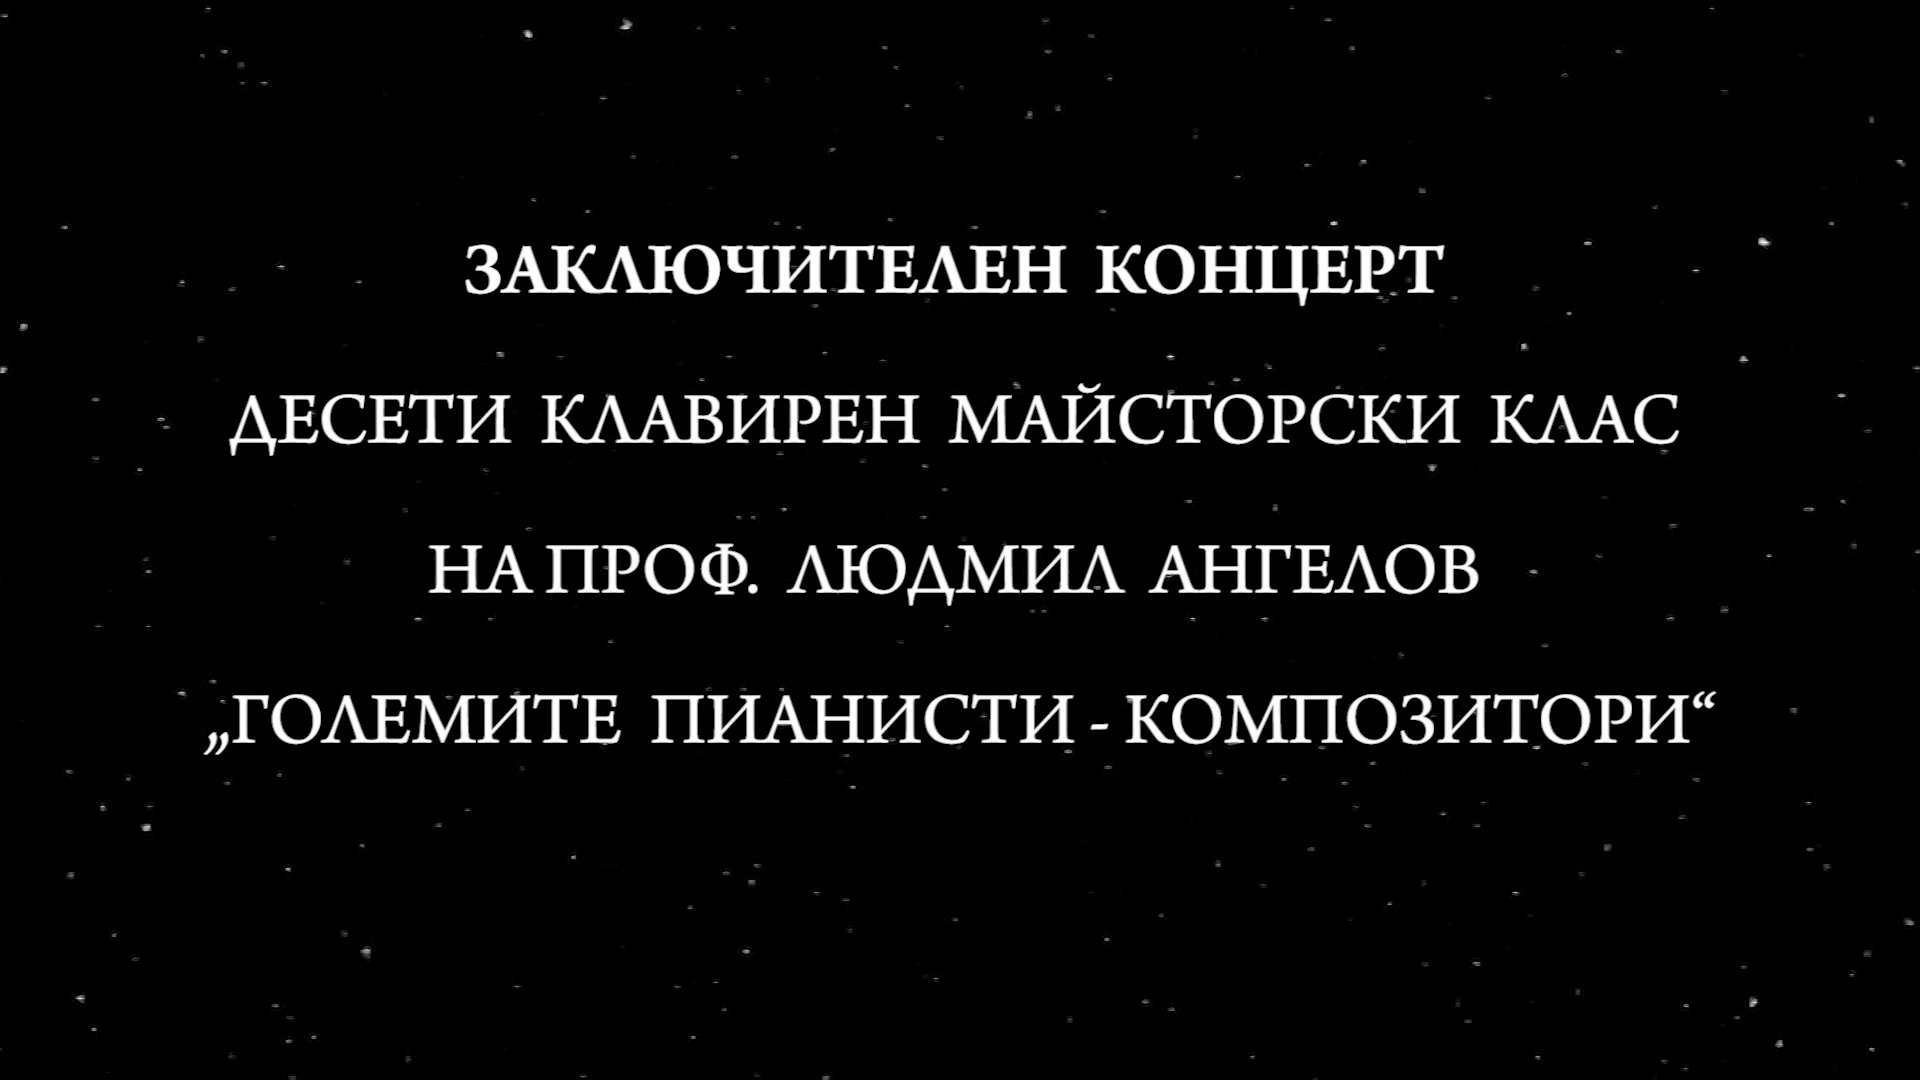 ЗАКЛЮЧИТЕЛЕН КОНЦЕРТ
ДЕСЕТИ КЛАВИРЕН МАЙСТОРСКИ КЛАС
НА ПРОФ. ЛЮДМИЛ АНГЕЛОВ
„ГОЛЕМИТЕ ПИАНИСТИ - КОМПОЗИТОРИ“